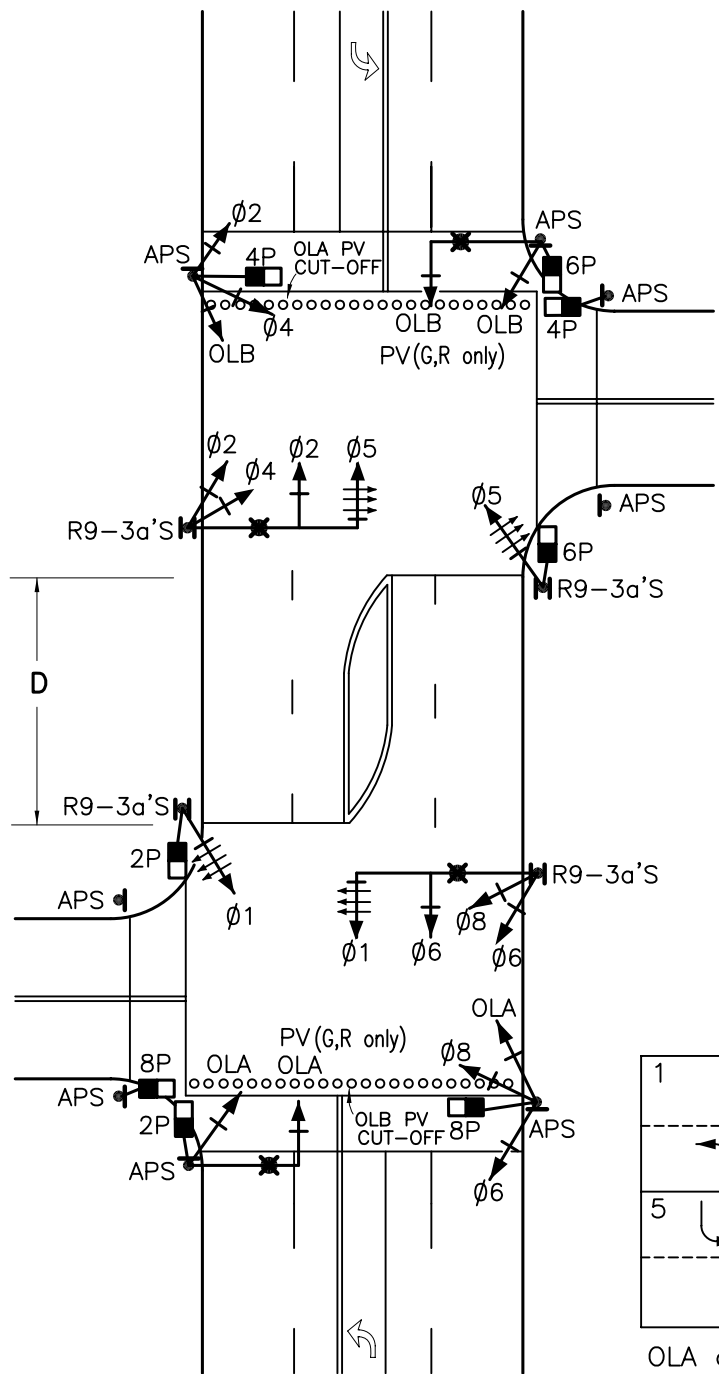 Ø2
APS
4P
OLA PV
CUT-OFF
Ø4
OLB
APS
6P
APS
4P
OLB
OLB
PV(G,R only)
Ø2
Ø4
Ø2
Ø5
R9-3a'S
Ø5
APS
6P
R9-3a'S
D
R9-3a'S
2P
APS
Ø1
R9-3a'S
Ø8
Ø6
Ø1
Ø6
OLA
PV(G,R only)
8P
OLA
OLA
Ø8
APS
2P
OLB PV
CUT-OFF
8P
APS
APS
Ø6
1
5
OLA